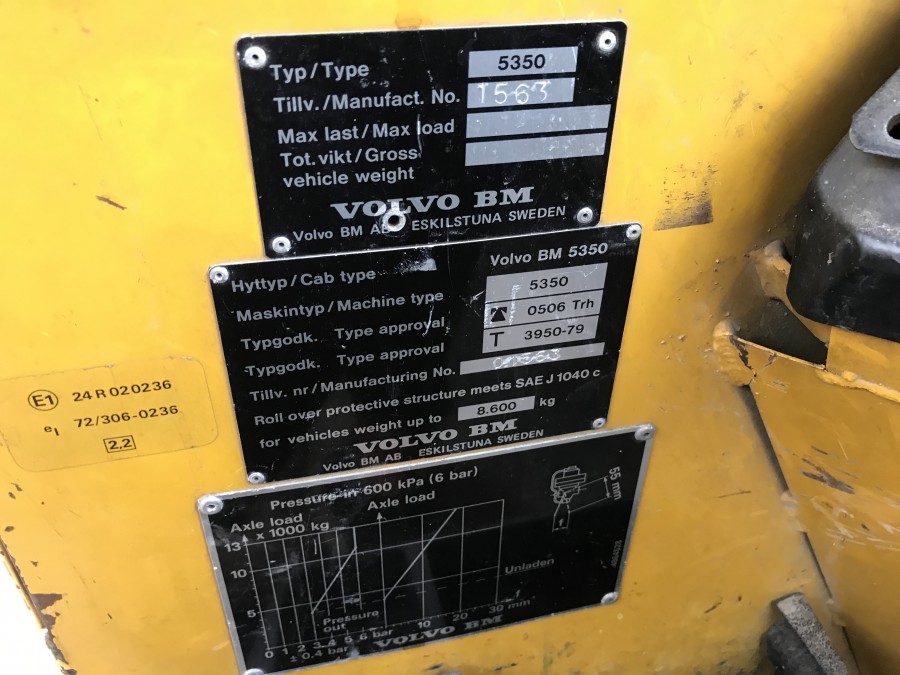 Typ/Type 5350
Tillv./Manufact. No. 1563
Max last/Max load
Tot. vikt/Gross
vehicle weight
VOLVO BM
Volvo BM AB ESKILSTUNA SWEDEN
Hyttyp/Cab type Volvo BM 5350
Maskintyp/Machine type 5350
Typgodk. Type approval 0506 Trh
Typgodk. Type approval T 3950-79
Tillv. nr/Manufacturing No.
Roll over protective structure meets SAE J 1040 c
for vehicles weight up to 8.600 kg
VOLVO BM
Volvo BM AB ESKILSTUNA SWEDEN
E1 24 R 020236
e1 72/306-0236
2,2
Pressure in 600 kPa (6 bar)
Axle load
x 1000 kg
Axle load
55 mm
13
10
5
Unladen
Pressure
out
0 1 2 3 4 5 6 bar
± 0.4 bar
10 20 30 mm
VOLVO BM